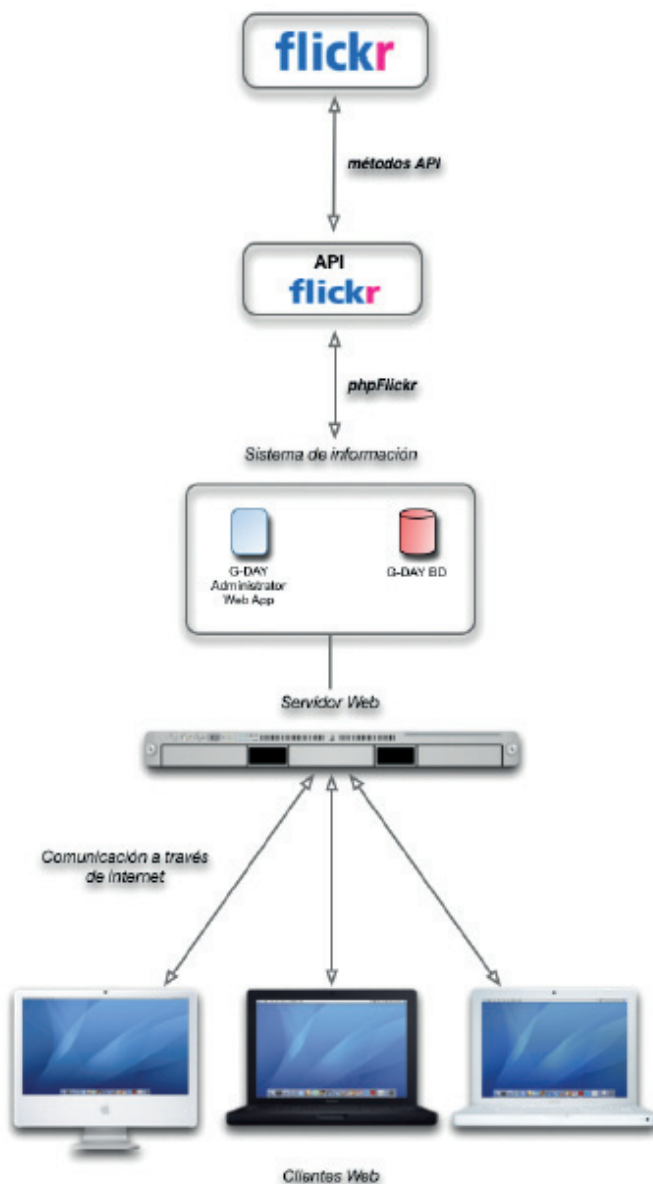 flickr
métodos API
API
flickr
phpFlickr
Sistema de información
G-DAY
Administrator
Web App
G-DAY BD
Servidor Web
Comunicación a través
de Internet
Clientes Web